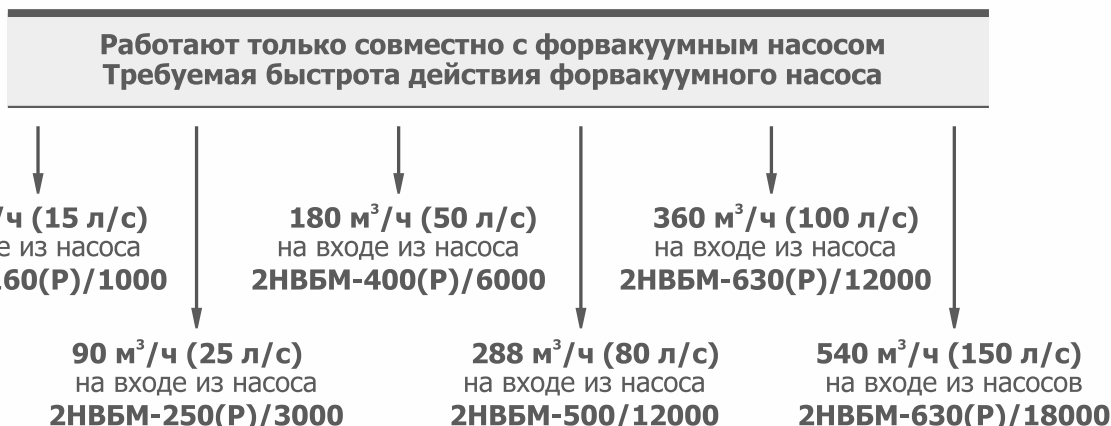 Работают только совместно с форвакуумным насосом
Требуемая быстрота действия форвакуумного насоса
/ч (15 л/с)
из насоса
160(Р)/1000
180 м³/ч (50 л/с)
на входе из насоса
2НВБМ-400(Р)/6000
360 м³/ч (100 л/с)
на входе из насоса
2НВБМ-630(Р)/12000
90 м³/ч (25 л/с)
на входе из насоса
2НВБМ-250(Р)/3000
288 м³/ч (80 л/с)
на входе из насоса
2НВБМ-500/12000
540 м³/ч (150 л/с)
на входе из насосов
2НВБМ-630(Р)/18000